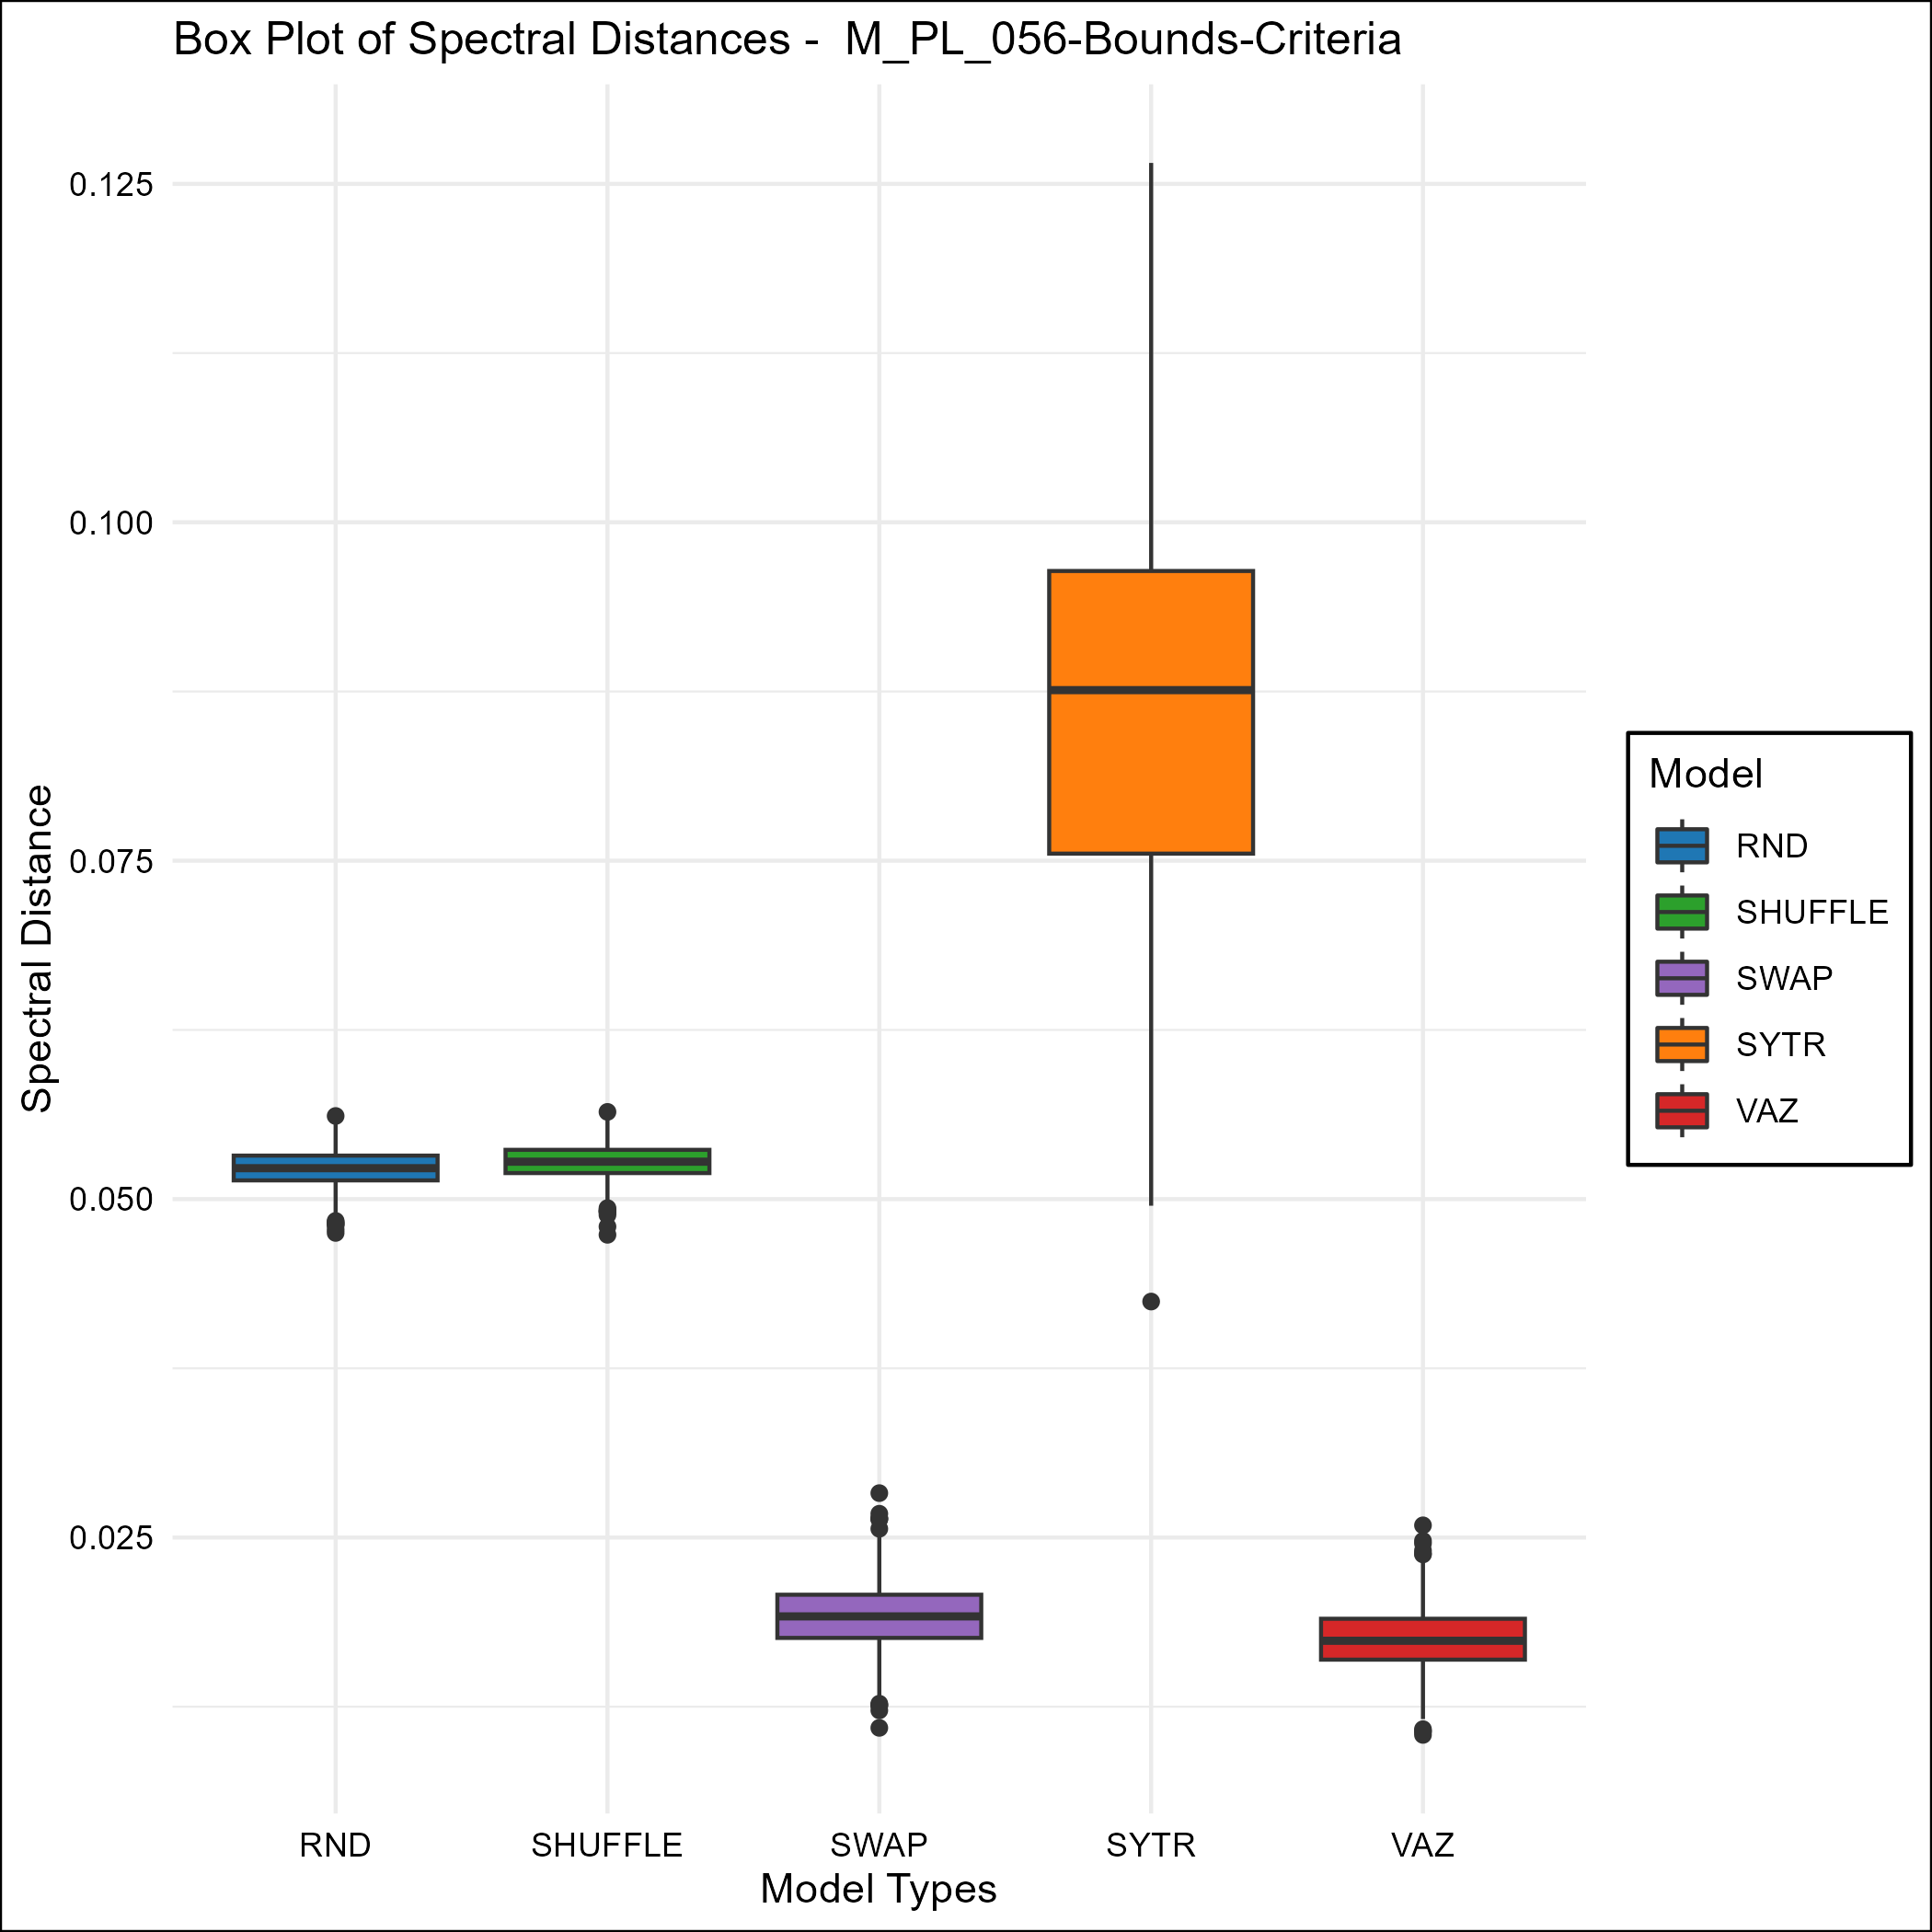 Box Plot of Spectral Distances -  M_PL_056-Bounds-Criteria
0.125
0.100
0.075
0.050
0.025
Spectral Distance
RND
SHUFFLE
SWAP
SYTR
VAZ
Model Types
Model
RND
SHUFFLE
SWAP
SYTR
VAZ